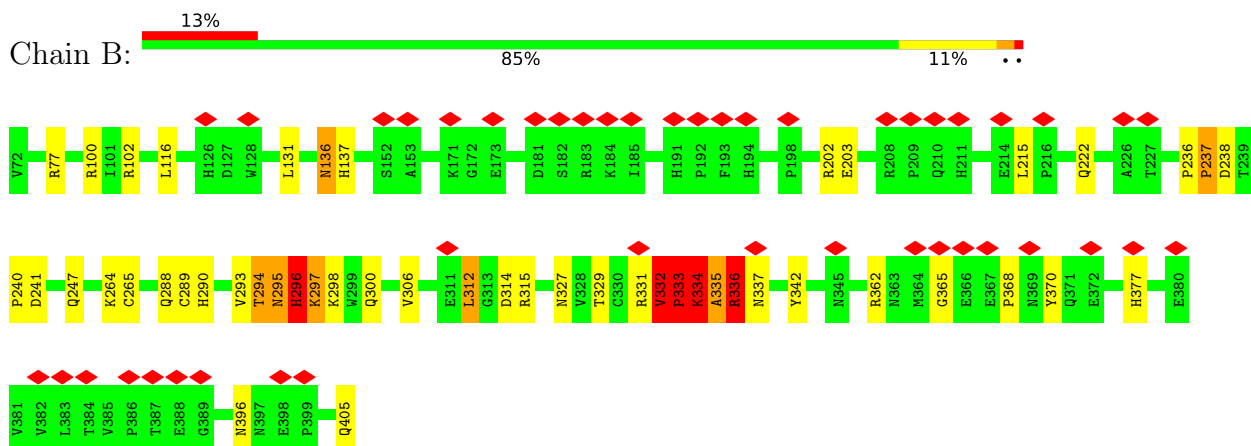 13%
Chain B:
85% 11% • •
V72 R77 R100 I101 R102 L116 H126 D127 W128 L131 N136 H137 S152 A153 K171 G172 E173 D181 S182 R183 K184 I185 H191 P192 F193 H194 P198 R202 E203 R208 P209 Q210 H211 E214 L215 P216 Q222 A226 T227 P236 P237 D238 T239
P240 D241 Q247 K264 C265 Q288 C289 H290 V293 T294 N295 H296 K297 K298 W299 Q300 V306 E311 L312 G313 D314 R315 N327 V328 T329 C330 R331 V332 P333 K334 A335 R336 N337 Y342 N345 R362 N363 M364 G365 E366 E367 P368 N369 Y370 Q371 E372 H377 E380
V381 V382 L383 T384 V385 P386 T387 E388 G389 N396 N397 E398 P399 Q405